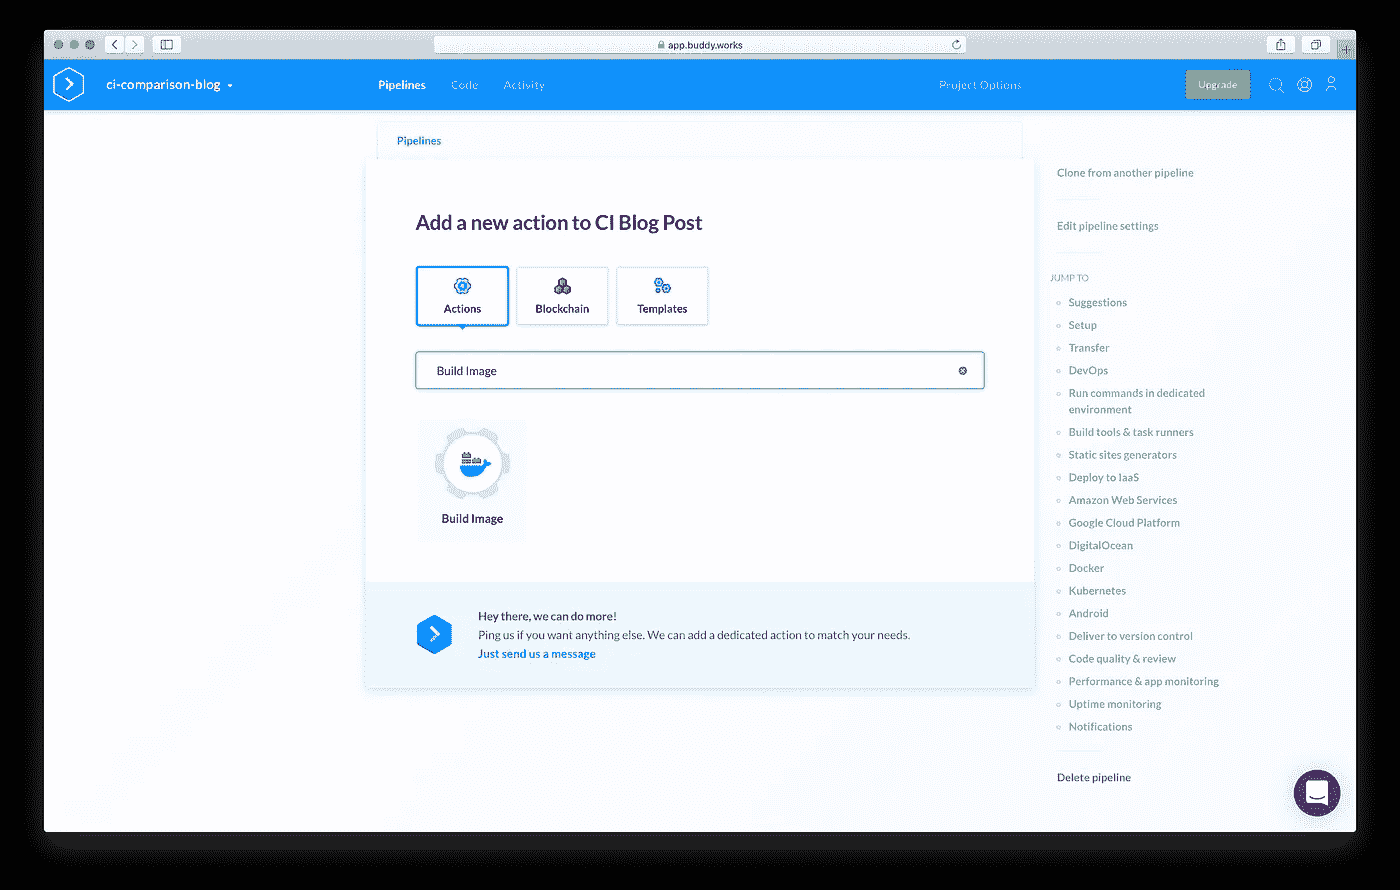 app.buddy.works
ci-comparison-blog
Pipelines
Code
Activity
Project Options
Upgrade
Pipelines
Add a new action to CI Blog Post
Actions
Blockchain
Templates
Build Image
Build Image
Hey there, we can do more!
Ping us if you want anything else. We can add a dedicated action to match your needs.
Just send us a message
Clone from another pipeline
Edit pipeline settings
JUMP TO
Suggestions
Setup
Transfer
DevOps
Run commands in dedicated
environment
Build tools & task runners
Static sites generators
Deploy to IaaS
Amazon Web Services
Google Cloud Platform
DigitalOcean
Docker
Kubernetes
Android
Deliver to version control
Code quality & review
Performance & app monitoring
Uptime monitoring
Notifications
Delete pipeline